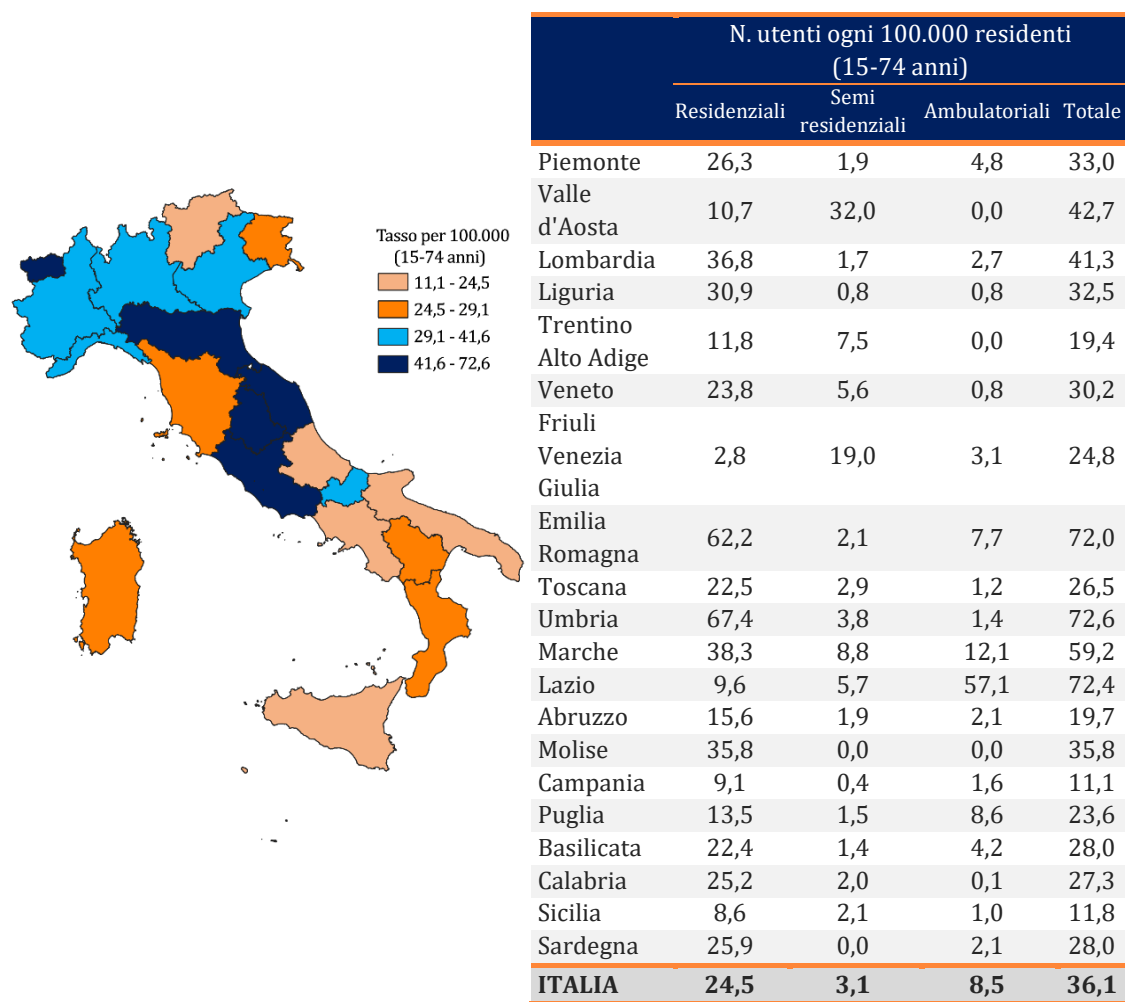 Tasso per 100.000
(15-74 anni)
11,1 - 24,5
24,5 - 29,1
29,1 - 41,6
41,6 - 72,6
N. utenti ogni 100.000 residenti
(15-74 anni)
Residenziali Semi residenziali Ambulatoriali Totale
Piemonte 26,3 1,9 4,8 33,0
Valle d'Aosta 10,7 32,0 0,0 42,7
Lombardia 36,8 1,7 2,7 41,3
Liguria 30,9 0,8 0,8 32,5
Trentino Alto Adige 11,8 7,5 0,0 19,4
Veneto 23,8 5,6 0,8 30,2
Friuli Venezia Giulia 2,8 19,0 3,1 24,8
Emilia Romagna 62,2 2,1 7,7 72,0
Toscana 22,5 2,9 1,2 26,5
Umbria 67,4 3,8 1,4 72,6
Marche 38,3 8,8 12,1 59,2
Lazio 9,6 5,7 57,1 72,4
Abruzzo 15,6 1,9 2,1 19,7
Molise 35,8 0,0 0,0 35,8
Campania 9,1 0,4 1,6 11,1
Puglia 13,5 1,5 8,6 23,6
Basilicata 22,4 1,4 4,2 28,0
Calabria 25,2 2,0 0,1 27,3
Sicilia 8,6 2,1 1,0 11,8
Sardegna 25,9 0,0 2,1 28,0
ITALIA 24,5 3,1 8,5 36,1